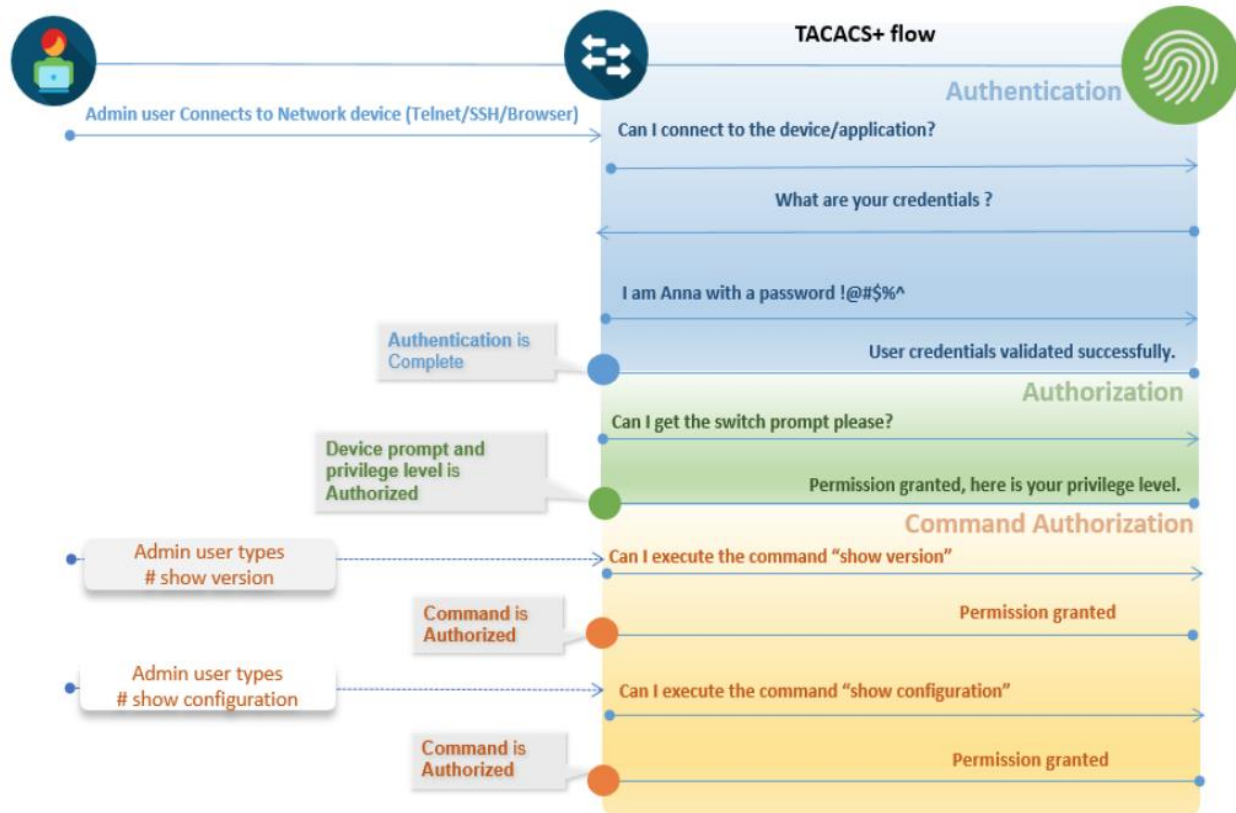 TACACS+ flow
Authentication
Admin user Connects to Network device (Telnet/SSH/Browser)
Can I connect to the device/application?
What are your credentials ?
I am Anna with a password !@#$%^
Authentication is
Complete
User credentials validated successfully.
Authorization
Can I get the switch prompt please?
Device prompt and
privilege level is
Authorized
Permission granted, here is your privilege level.
Command Authorization
Admin user types
# show version
Can I execute the command “show version”
Command is
Authorized
Permission granted
Admin user types
# show configuration
Can I execute the command “show configuration”
Command is
Authorized
Permission granted